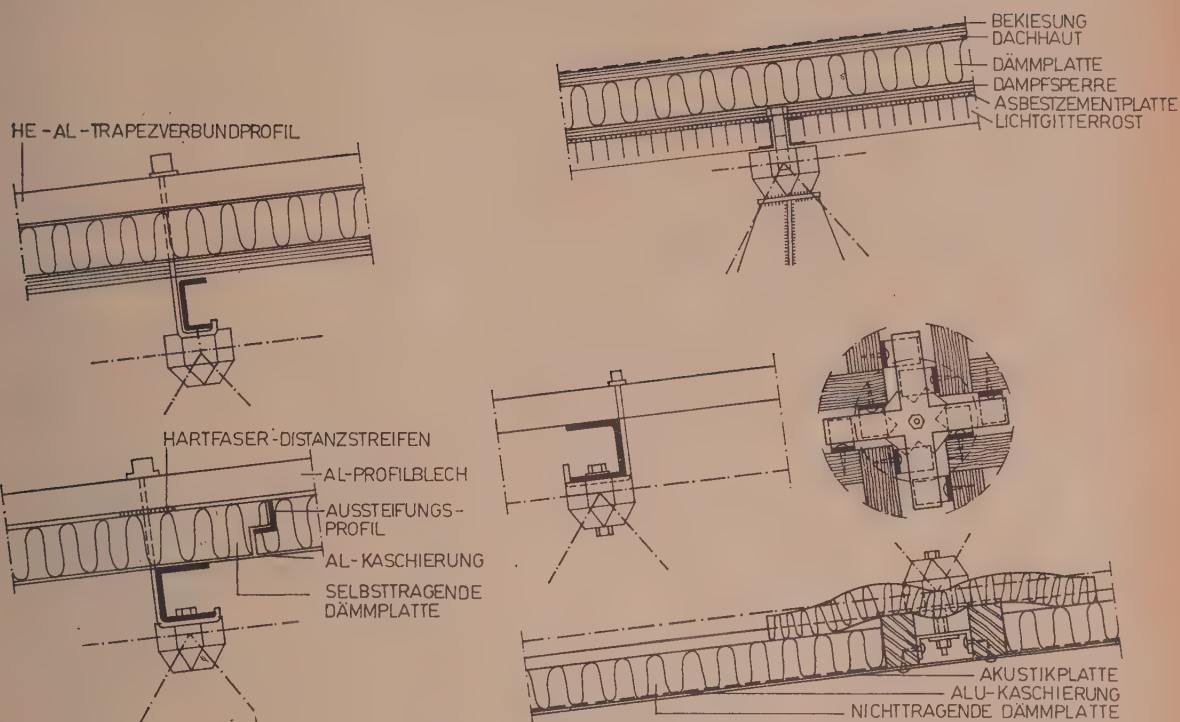 HE-AL-TRAPEZVERBUNDPROFIL
BEKIESUNG
DACHHAUT
DÄMMPLATTE
DAMPFSPERRE
ASBESTZEMENTPLATTE
LICHTGITTERROST
HARTFASER-DISTANZSTREIFEN
AL-PROFILBLECH
AUSSTEIFUNGS-
PROFIL
AL-KASCHIERUNG
SELBSTTRAGENDE
DÄMMPLATTE
AKUSTIKPLATTE
ALU-KASCHIERUNG
NICHTTRAGENDE DÄMMPLATTE